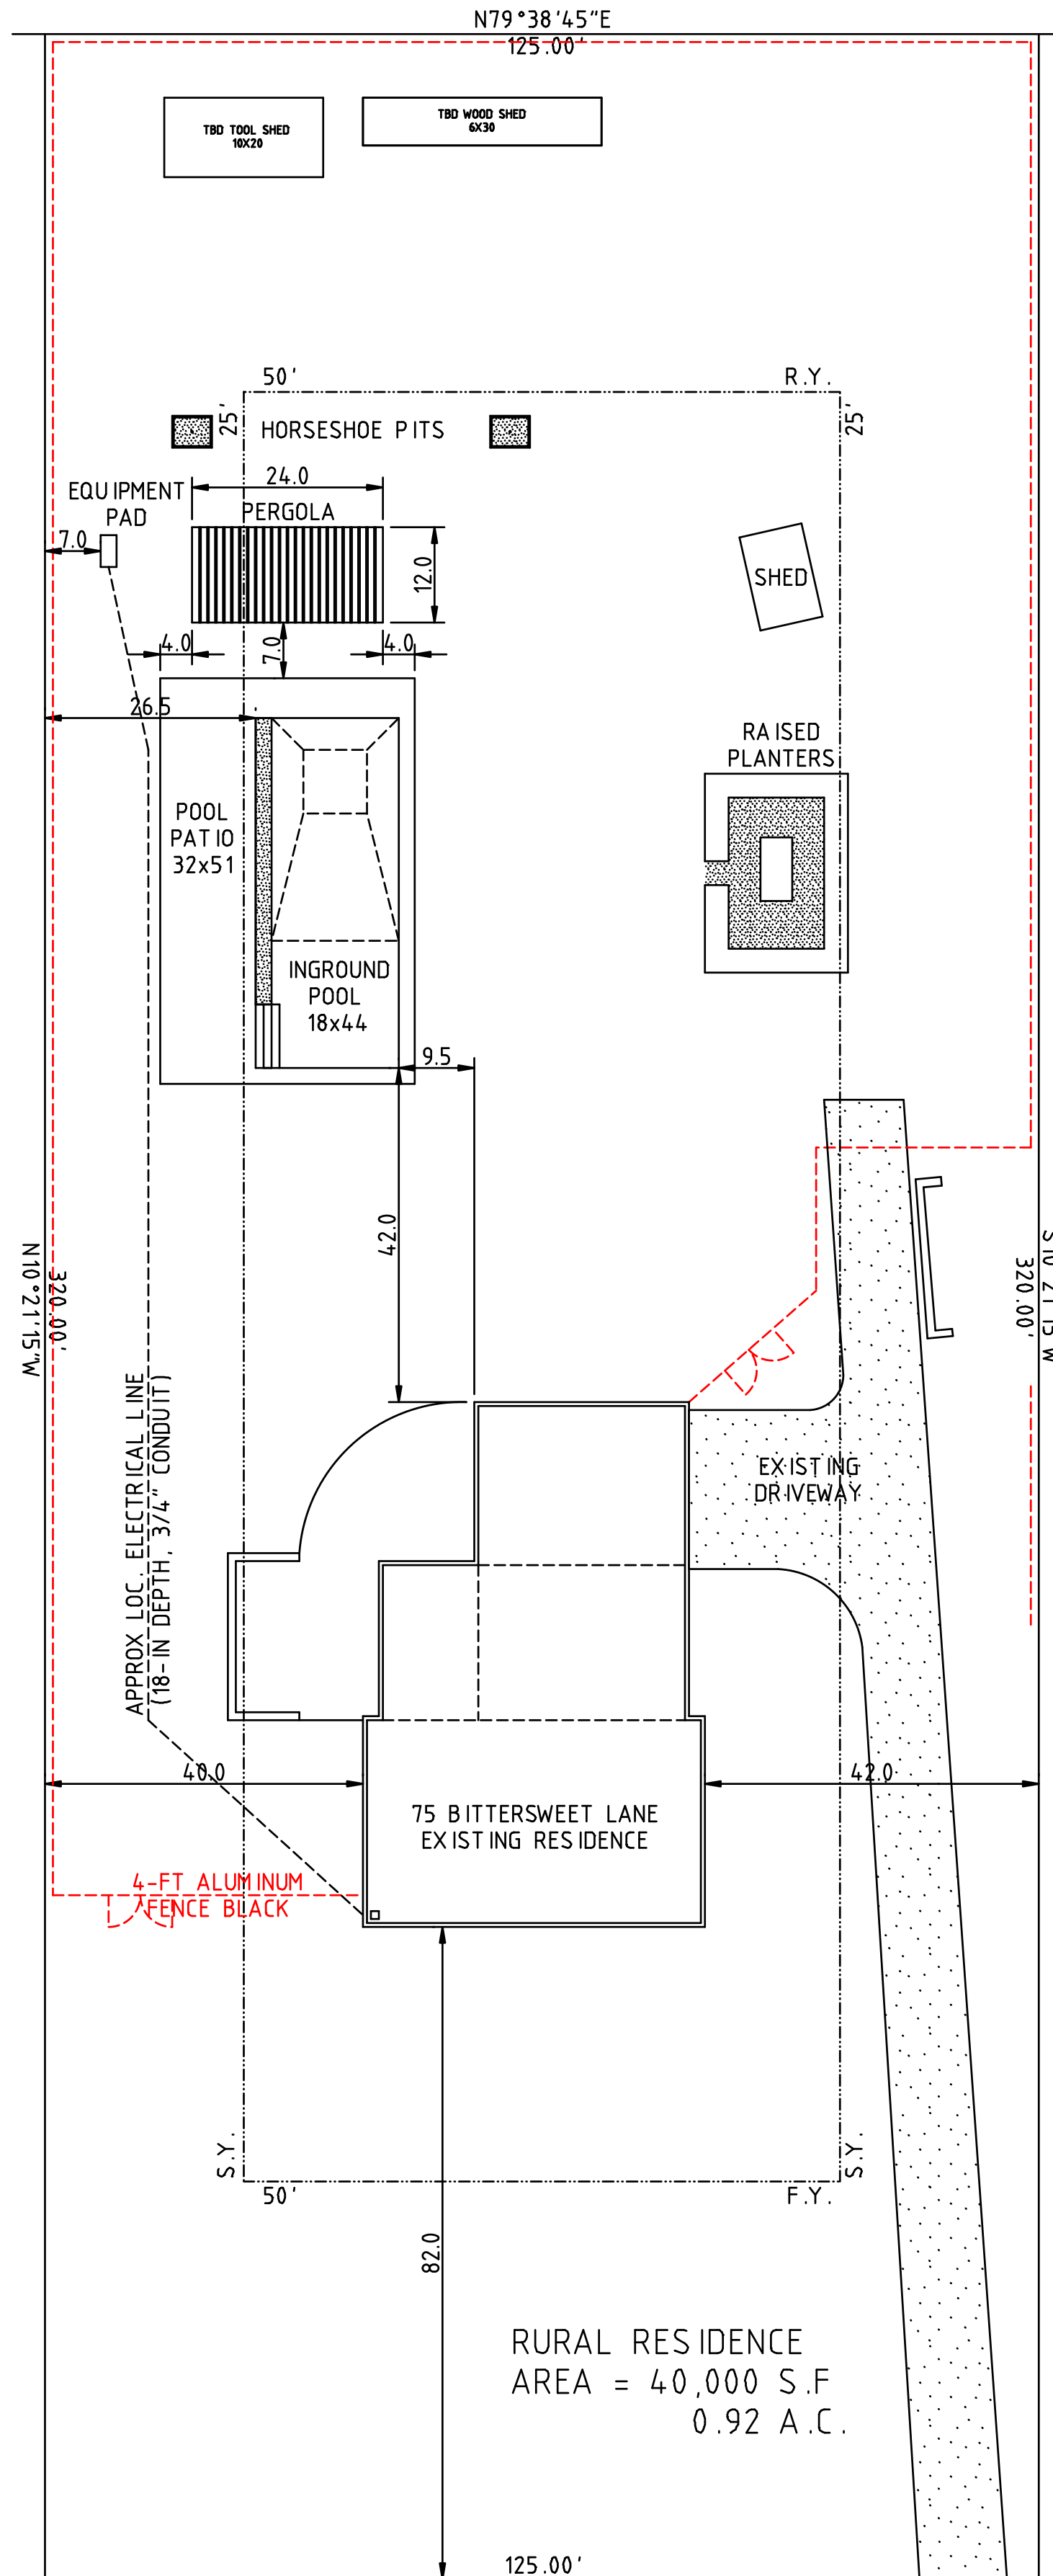 N79°38'45"E
125.00'
TBD TOOL SHED
10X20
TBD WOOD SHED
6X30
50'
R.Y.
25'
25'
HORSESHOE PITS
24.0
EQUIPMENT
PAD
PERGOLA
7.0
12.0
SHED
4.0
7.0
4.0
26.5
RAISED
PLANTERS
POOL
PATIO
32x51
INGROUND
POOL
18x44
9.5
42.0
N10°21'15"W
320.00'
320.00'
APPROX LOC. ELECTRICAL LINE
(18-IN DEPTH, 3/4" CONDUIT)
EXISTING
DRIVEWAY
40.0
42.0
75 BITTERSWEET LANE
EXISTING RESIDENCE
4-FT ALUMINUM
FENCE BLACK
S.Y.
S.Y.
50'
F.Y.
82.0
RURAL RESIDENCE
AREA = 40,000 S.F
0.92 A.C.
125.00'